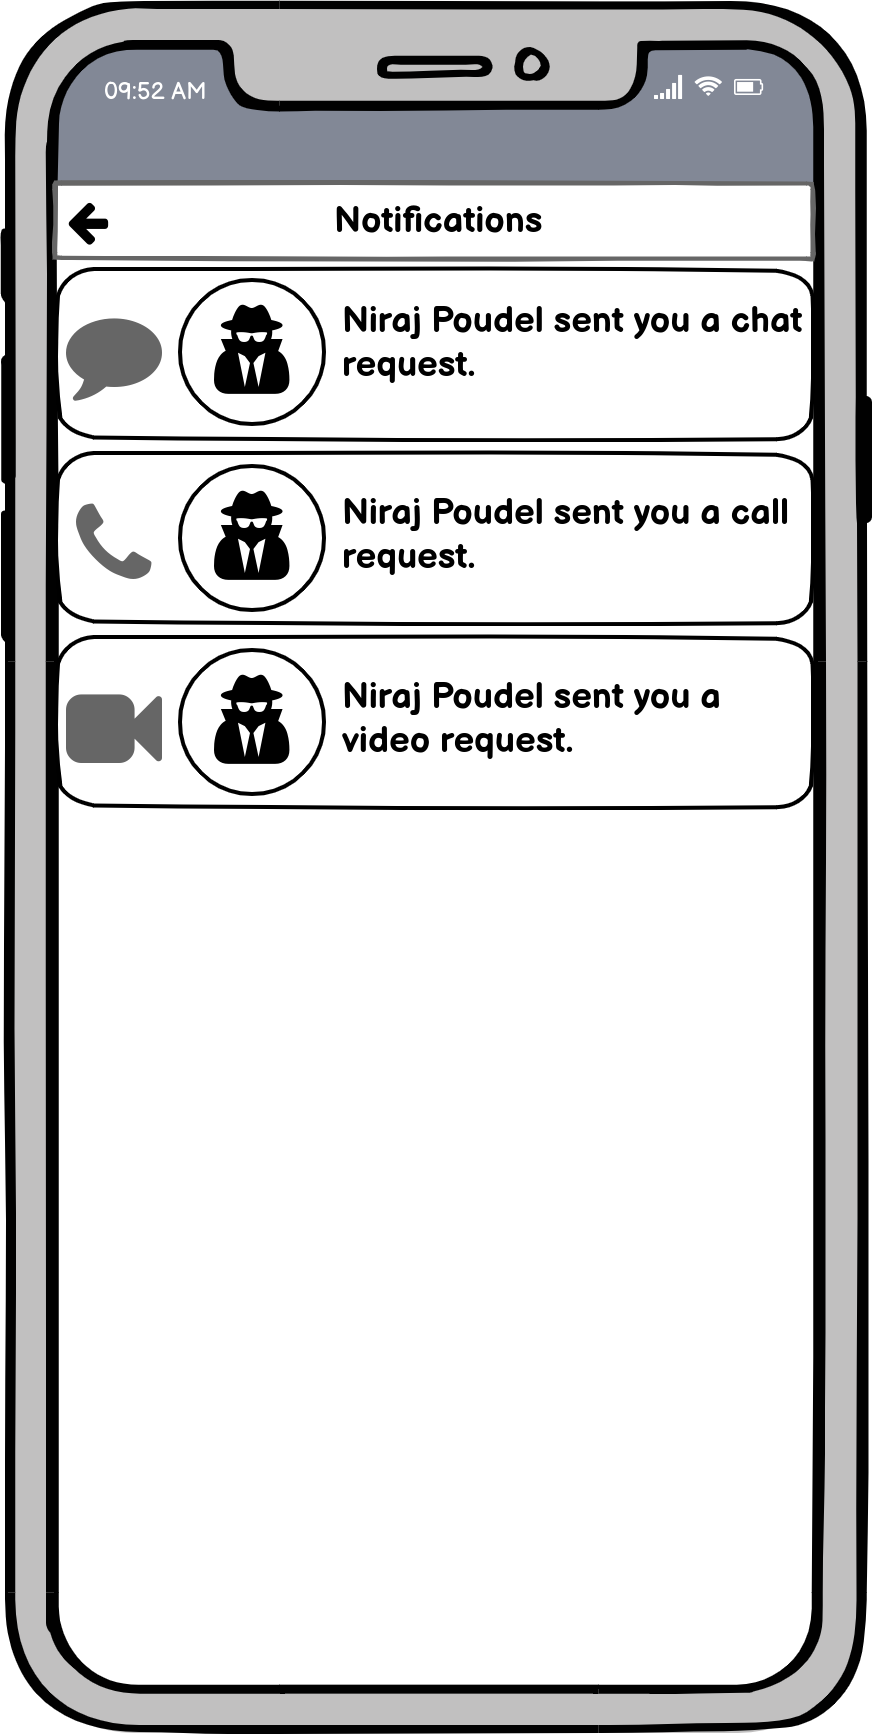 09:52 AM
Notifications
Niraj Poudel sent you a chat
request.
Niraj Poudel sent you a call
request.
Niraj Poudel sent you a
video request.